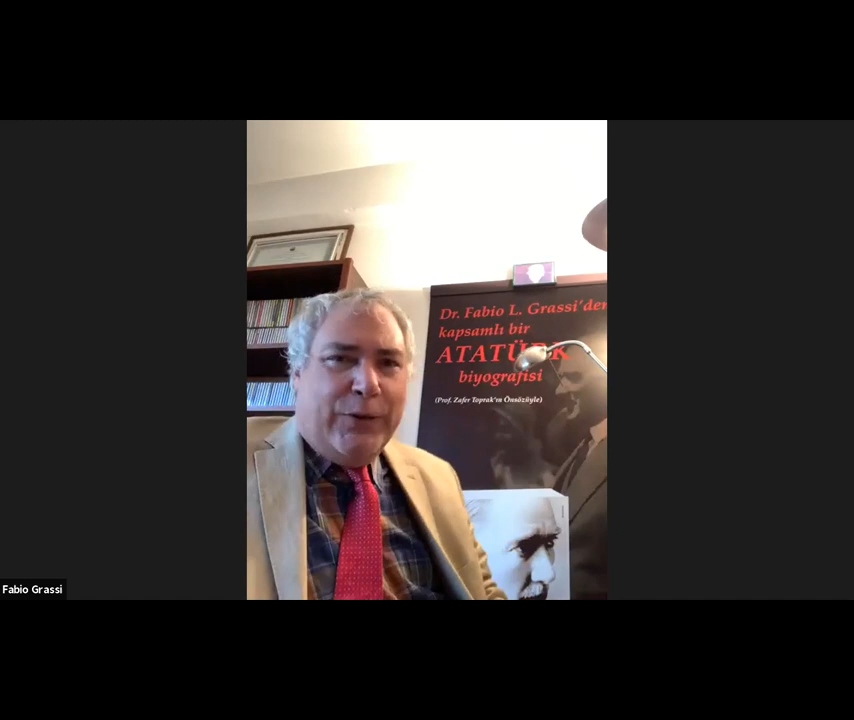 Dr. Fabio L. Grassi'den
kapsamlı bir
ATATÜRK
biyografisi
(Prof. Zafer Toprak'ın Önsözüyle)
Fabio Grassi